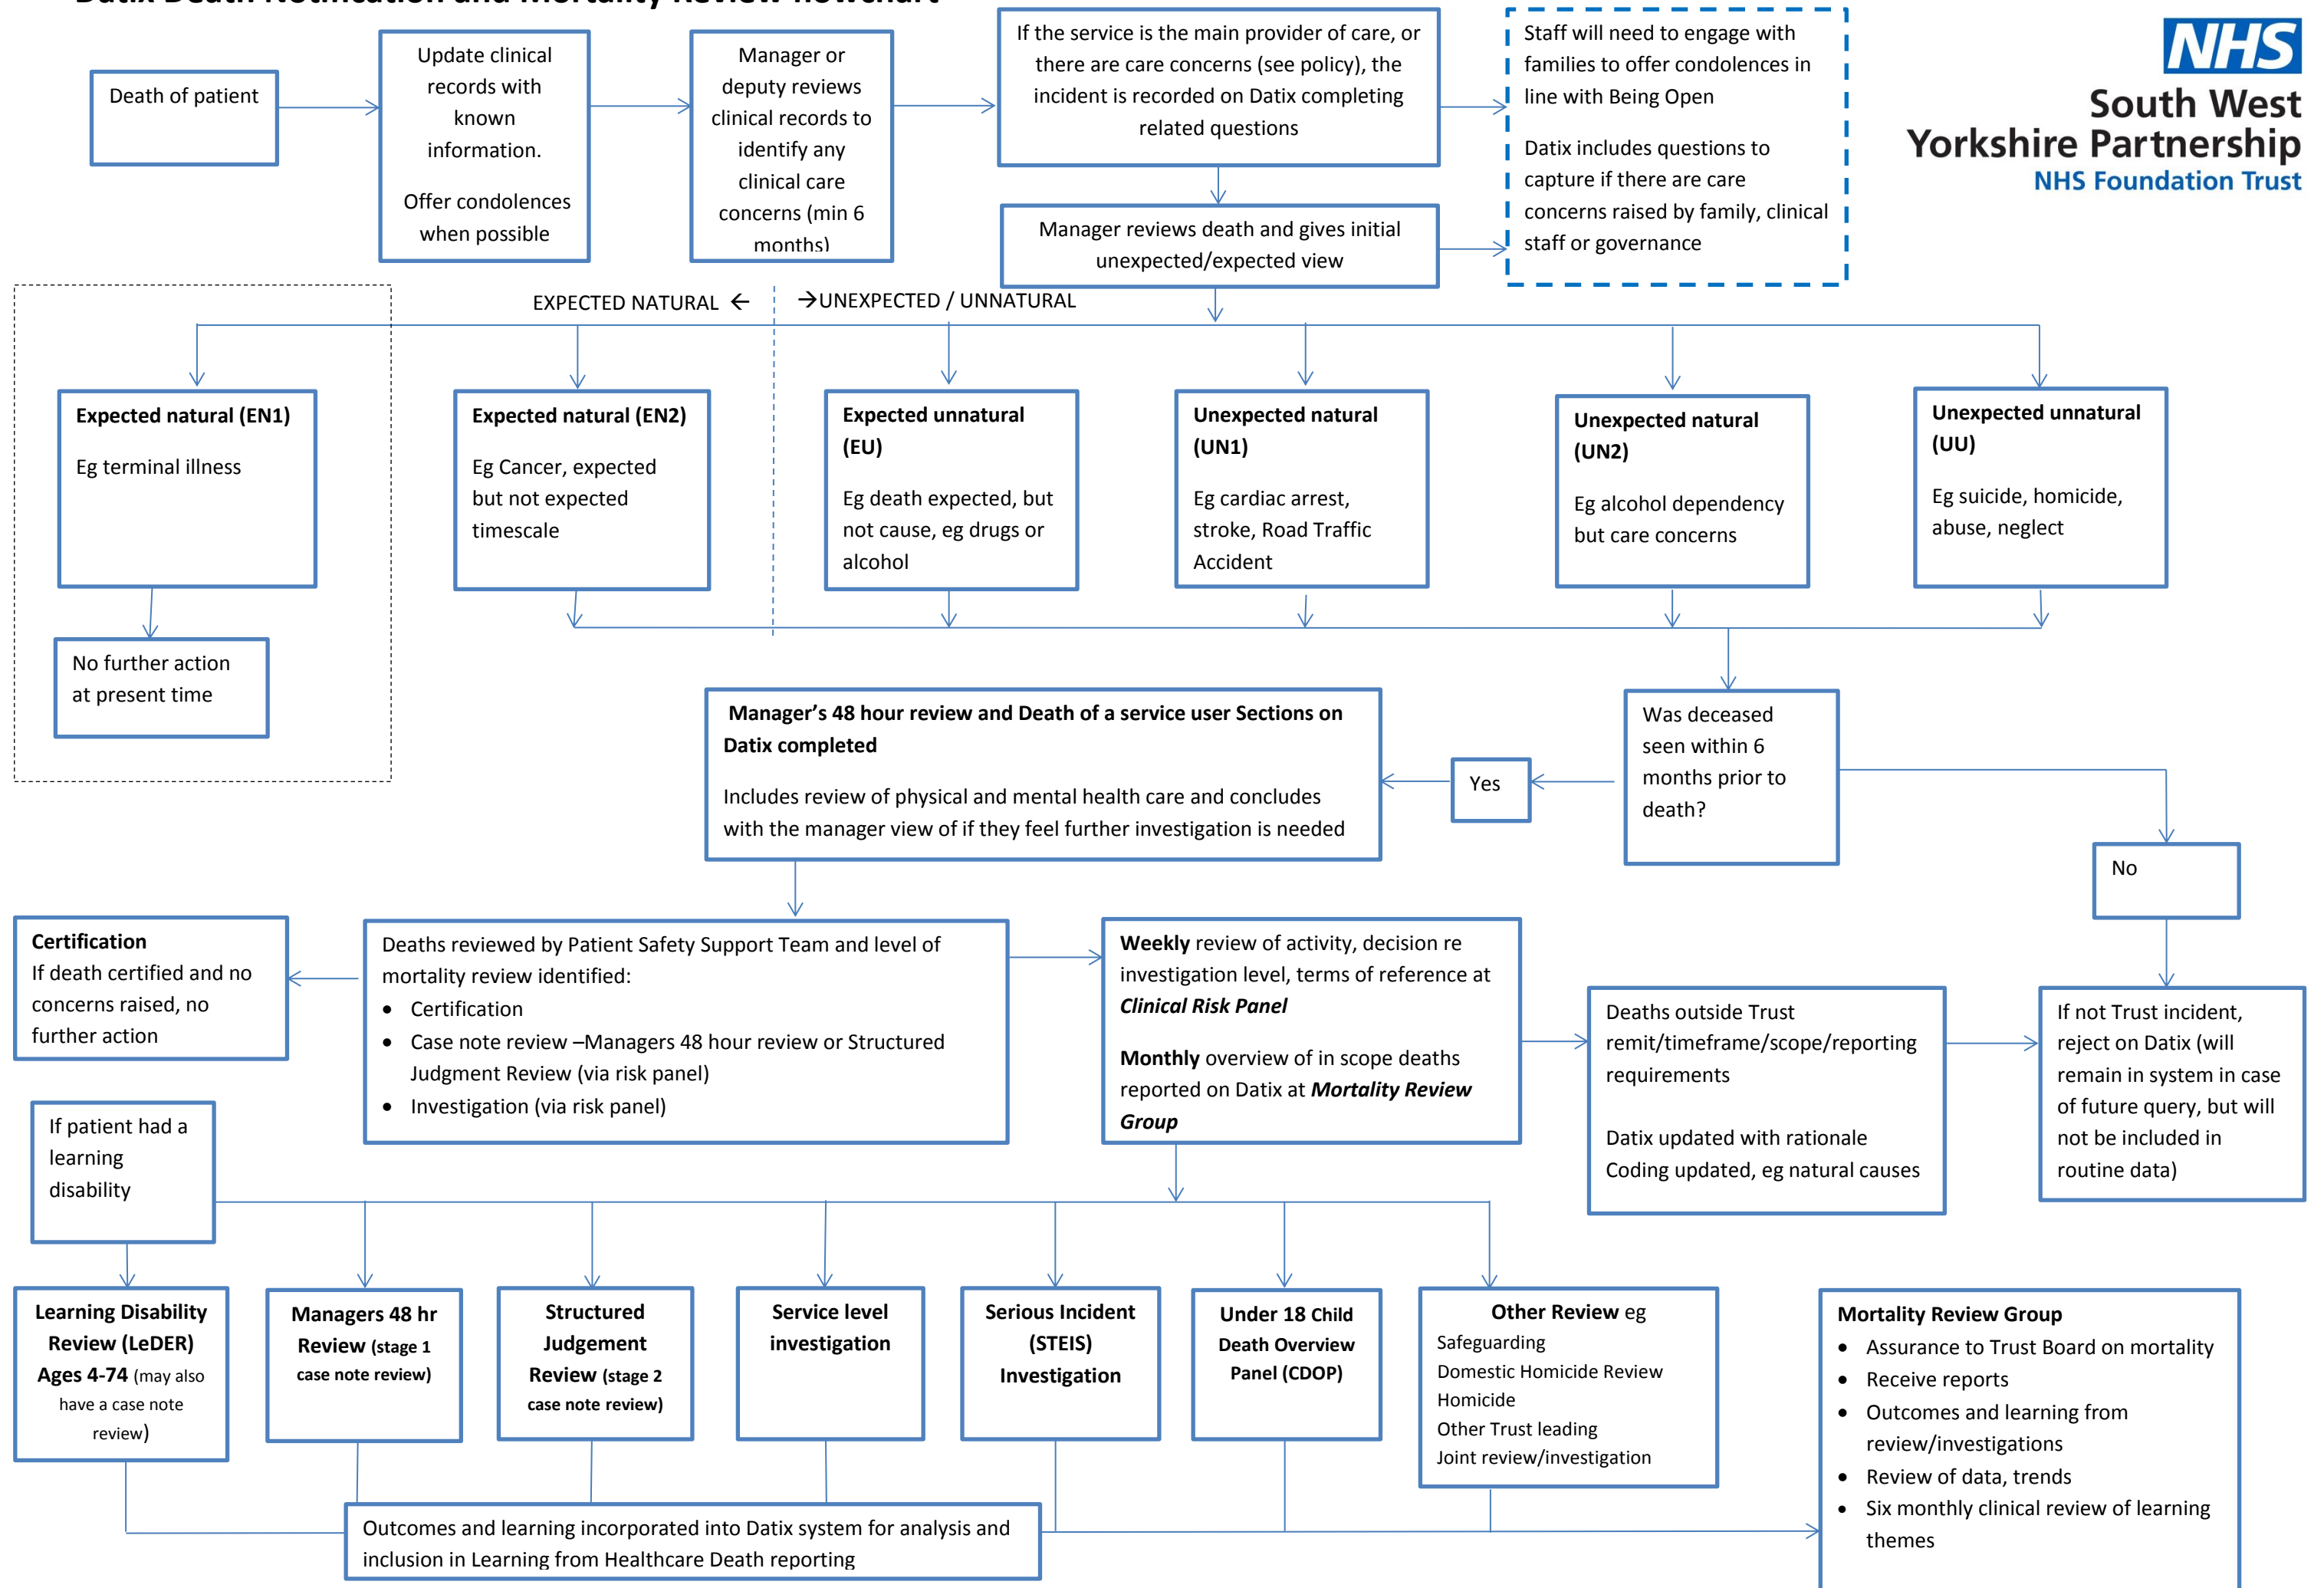 Datix Death Notification and Mortality Review flowchart
NHS
South West
Yorkshire Partnership
NHS Foundation Trust
Death of patient
Update clinical
records with
known
information.
Offer condolences
when possible
Manager or
deputy reviews
clinical records to
identify any
clinical care
concerns (min 6
months)
If the service is the main provider of care, or
there are care concerns (see policy), the
incident is recorded on Datix completing
related questions
Staff will need to engage with
families to offer condolences in
line with Being Open
Datix includes questions to
capture if there are care
concerns raised by family, clinical
staff or governance
Manager reviews death and gives initial
unexpected/expected view
EXPECTED NATURAL ← →UNEXPECTED / UNNATURAL
Expected natural (EN1)
Eg terminal illness
Expected natural (EN2)
Eg Cancer, expected
but not expected
timescale
Expected unnatural
(EU)
Eg death expected, but
not cause, eg drugs or
alcohol
Unexpected natural
(UN1)
Eg cardiac arrest,
stroke, Road Traffic
Accident
Unexpected natural
(UN2)
Eg alcohol dependency
but care concerns
Unexpected unnatural
(UU)
Eg suicide, homicide,
abuse, neglect
No further action
at present time
Manager's 48 hour review and Death of a service user Sections on
Datix completed
Includes review of physical and mental health care and concludes
with the manager view of if they feel further investigation is needed
Yes
Was deceased
seen within 6
months prior to
death?
No
Certification
If death certified and no
concerns raised, no
further action
Deaths reviewed by Patient Safety Support Team and level of
mortality review identified:
• Certification
• Case note review –Managers 48 hour review or Structured
Judgment Review (via risk panel)
• Investigation (via risk panel)
Weekly review of activity, decision re
investigation level, terms of reference at
Clinical Risk Panel
Monthly overview of in scope deaths
reported on Datix at Mortality Review
Group
Deaths outside Trust
remit/timeframe/scope/reporting
requirements
Datix updated with rationale
Coding updated, eg natural causes
If not Trust incident,
reject on Datix (will
remain in system in case
of future query, but will
not be included in
routine data)
If patient had a
learning
disability
Learning Disability
Review (LeDER)
Ages 4-74 (may also
have a case note
review)
Managers 48 hr
Review (stage 1
case note review)
Structured
Judgement
Review (stage 2
case note review)
Service level
investigation
Serious Incident
(STEIS)
Investigation
Under 18 Child
Death Overview
Panel (CDOP)
Other Review eg
Safeguarding
Domestic Homicide Review
Homicide
Other Trust leading
Joint review/investigation
Mortality Review Group
• Assurance to Trust Board on mortality
• Receive reports
• Outcomes and learning from
review/investigations
• Review of data, trends
• Six monthly clinical review of learning
themes
Outcomes and learning incorporated into Datix system for analysis and
inclusion in Learning from Healthcare Death reporting